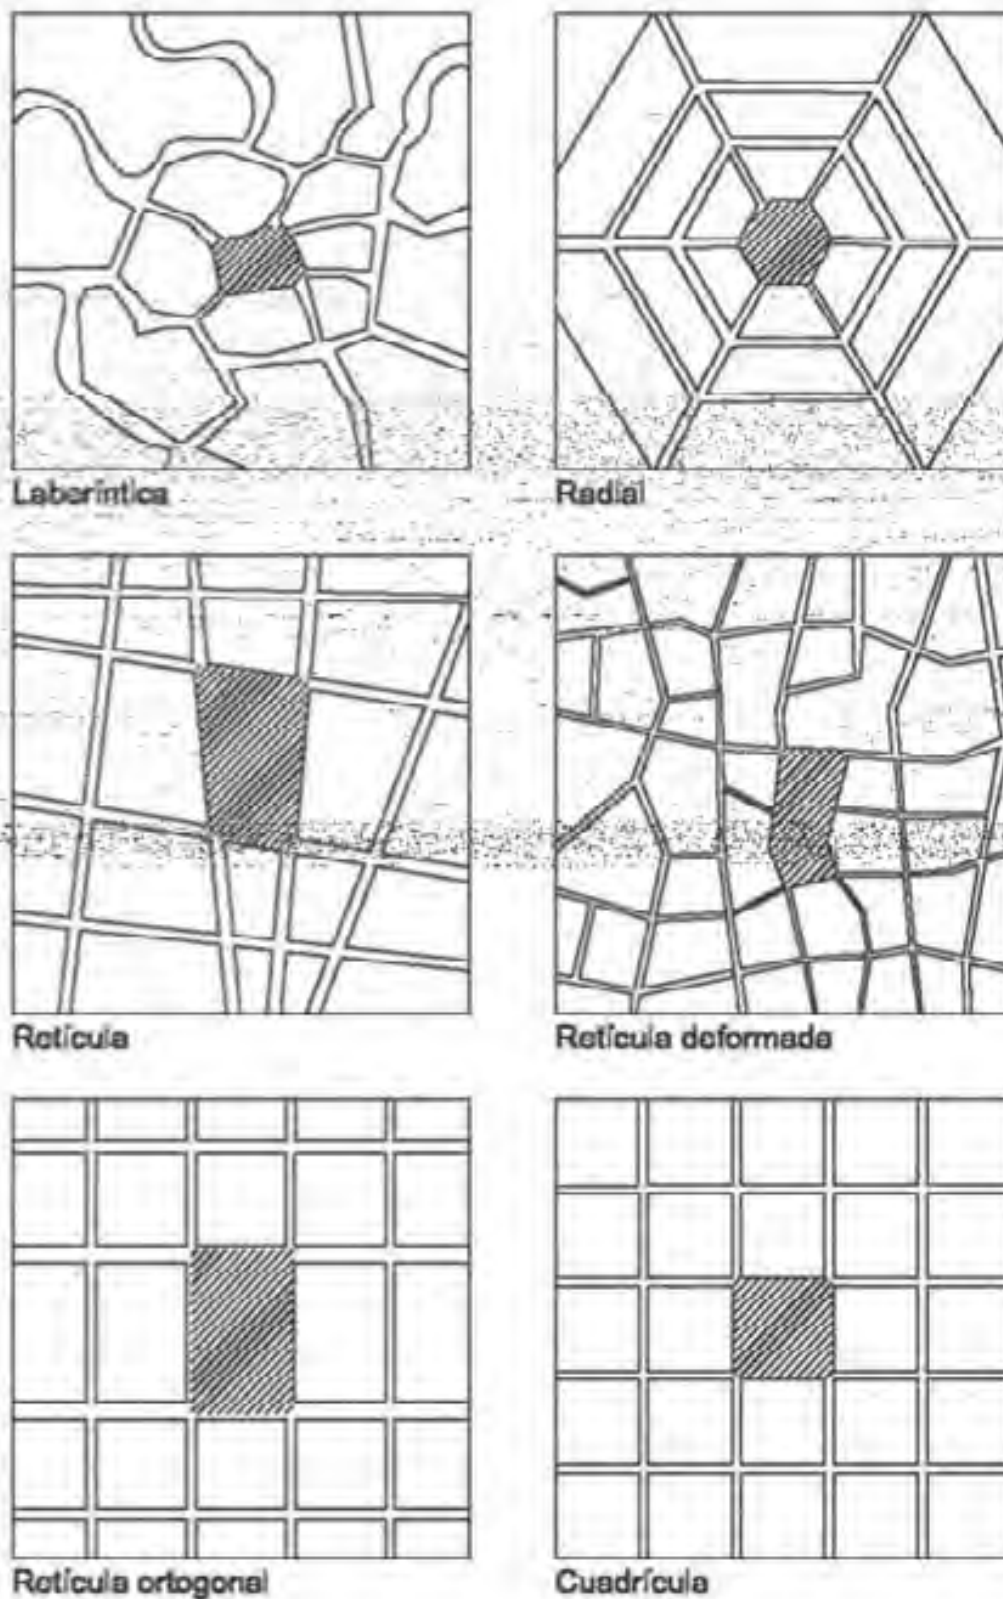 Laberíntica
Radial
Retícula
Retícula deformada
Retícula ortogonal
Cuadrícula